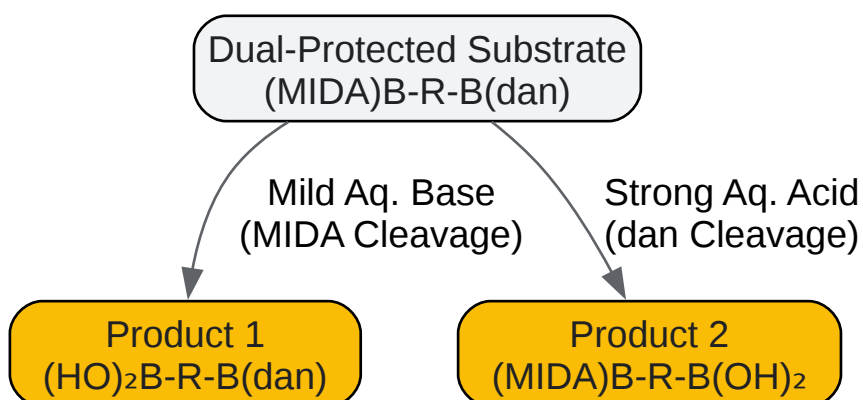 Dual-Protected Substrate
(MIDA)B-R-B(dan)
Mild Aq. Base
(MIDA Cleavage)
Strong Aq. Acid
(dan Cleavage)
Product 1
(HO)₂B-R-B(dan)
Product 2
(MIDA)B-R-B(OH)₂